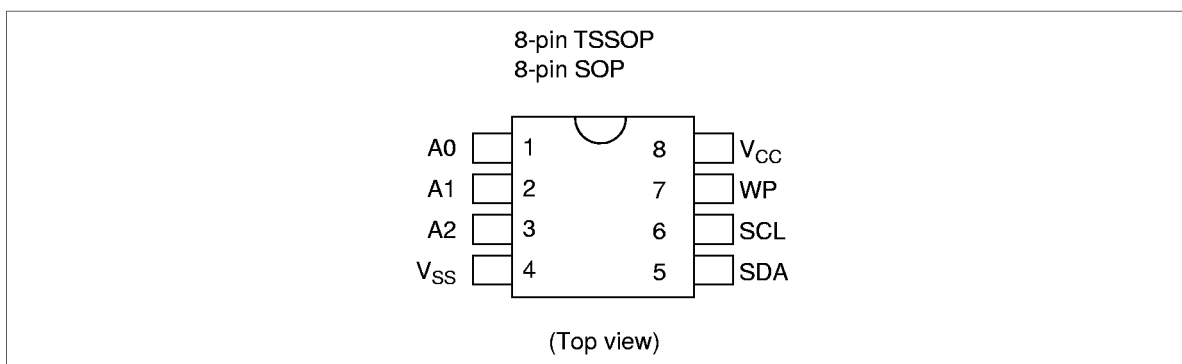 8-pin TSSOP
8-pin SOP
A0 1 8 VCC
A1 2 7 WP
A2 3 6 SCL
VSS 4 5 SDA
(Top view)